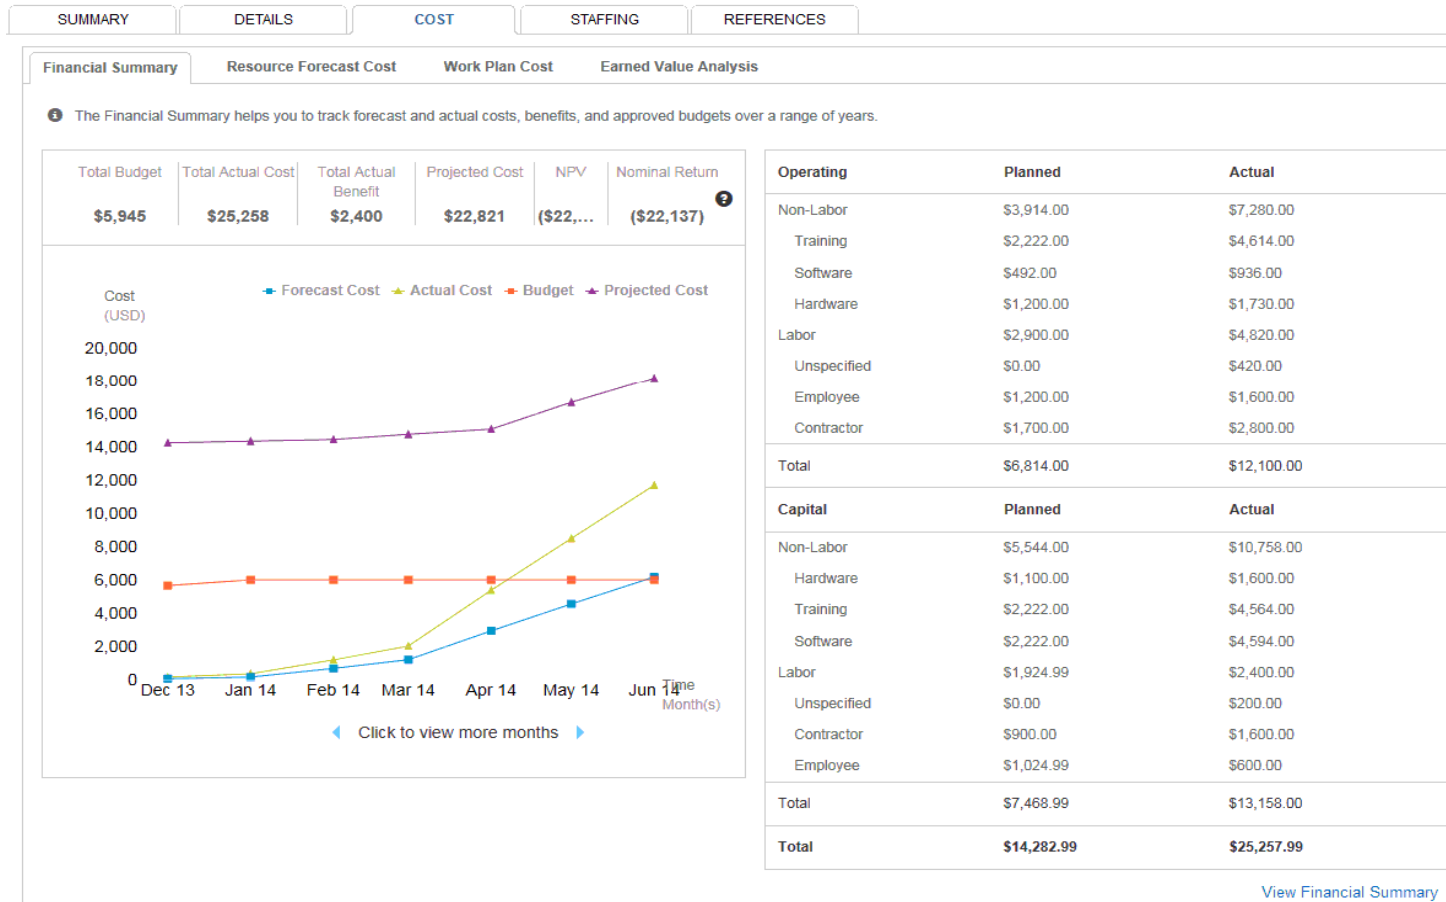 SUMMARY DETAILS COST STAFFING REFERENCES
Financial Summary Resource Forecast Cost Work Plan Cost Earned Value Analysis
The Financial Summary helps you to track forecast and actual costs, benefits, and approved budgets over a range of years.
Total Budget Total Actual Cost Total Actual Benefit Projected Cost NPV Nominal Return
$5,945 $25,258 $2,400 $22,821 ($22,... ($22,137)
?
Cost
(USD)
Forecast Cost Actual Cost Budget Projected Cost
20,000
18,000
16,000
14,000
12,000
10,000
8,000
6,000
4,000
2,000
0
Dec 13 Jan 14 Feb 14 Mar 14 Apr 14 May 14 Jun 14
Time
Month(s)
Click to view more months
Operating Planned Actual
Non-Labor $3,914.00 $7,280.00
Training $2,222.00 $4,614.00
Software $492.00 $936.00
Hardware $1,200.00 $1,730.00
Labor $2,900.00 $4,820.00
Unspecified $0.00 $420.00
Employee $1,200.00 $1,600.00
Contractor $1,700.00 $2,800.00
Total $6,814.00 $12,100.00
Capital Planned Actual
Non-Labor $5,544.00 $10,758.00
Hardware $1,100.00 $1,600.00
Training $2,222.00 $4,564.00
Software $2,222.00 $4,594.00
Labor $1,924.99 $2,400.00
Unspecified $0.00 $200.00
Contractor $900.00 $1,600.00
Employee $1,024.99 $600.00
Total $7,468.99 $13,158.00
Total $14,282.99 $25,257.99
View Financial Summary